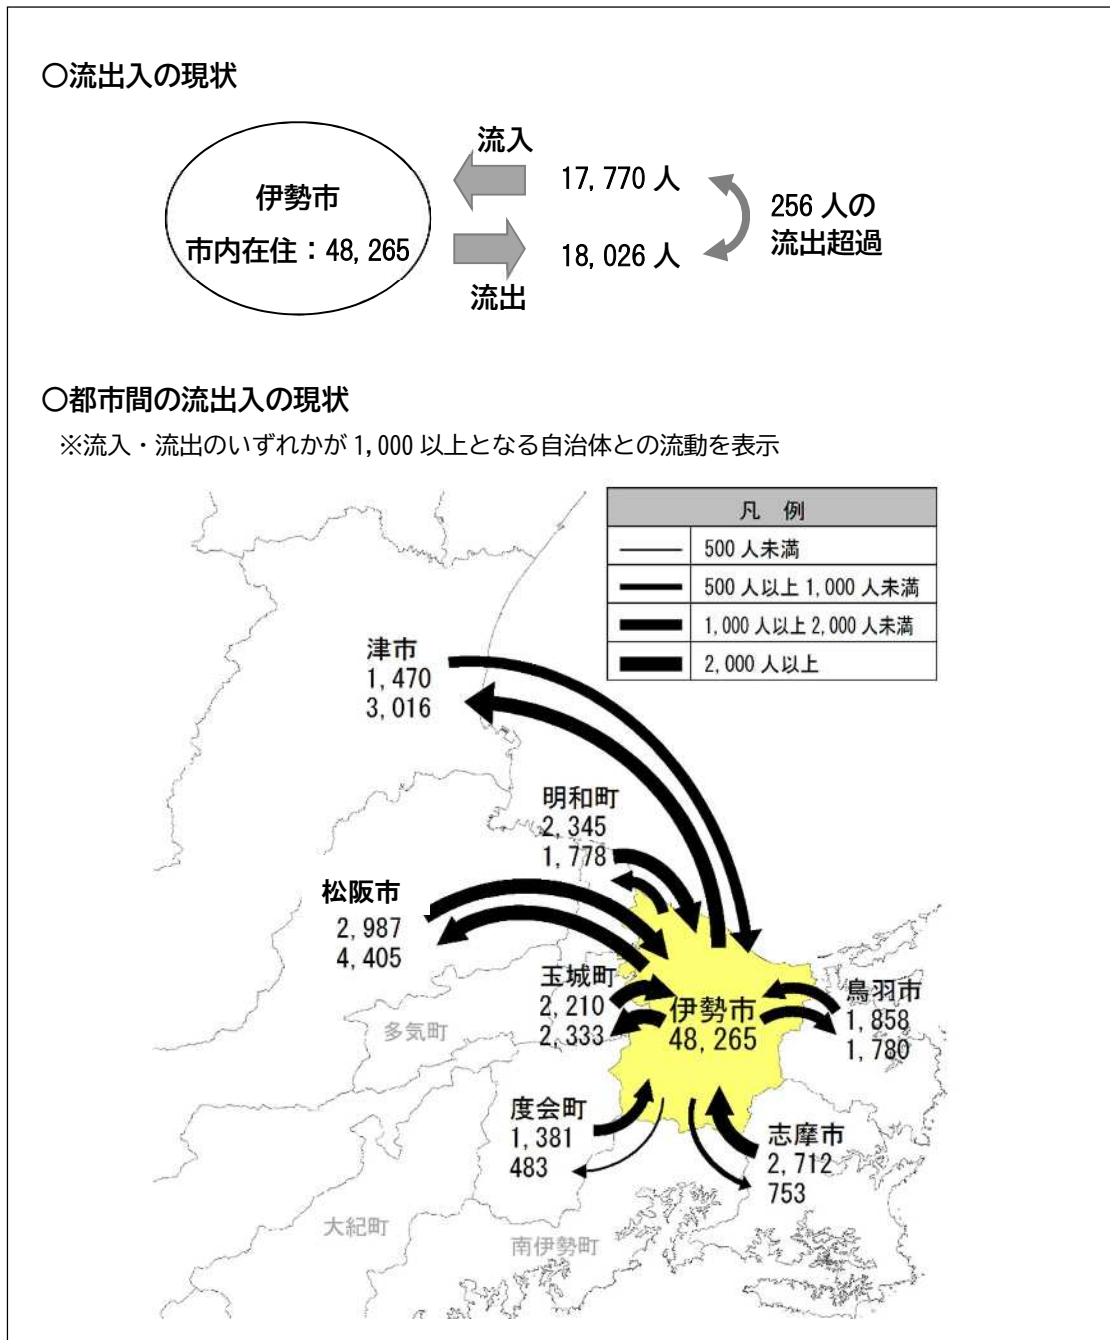 〇流出入の現状
流入
伊勢市
市内在住：48,265
17,770 人
18,026 人
256 人の
流出超過
流出
〇都市間の流出入の現状
※流入・流出のいずれかが 1,000 以上となる自治体との流動を表示
凡 例
500 人未満
500 人以上 1,000 人未満
1,000 人以上 2,000 人未満
2,000 人以上
津市
1,470
3,016
明和町
2,345
1,778
松阪市
2,987
4,405
玉城町
2,210
2,333
多気町
伊勢市
48,265
鳥羽市
1,858
1,780
度会町
1,381
483
志摩市
2,712
753
大紀町
南伊勢町